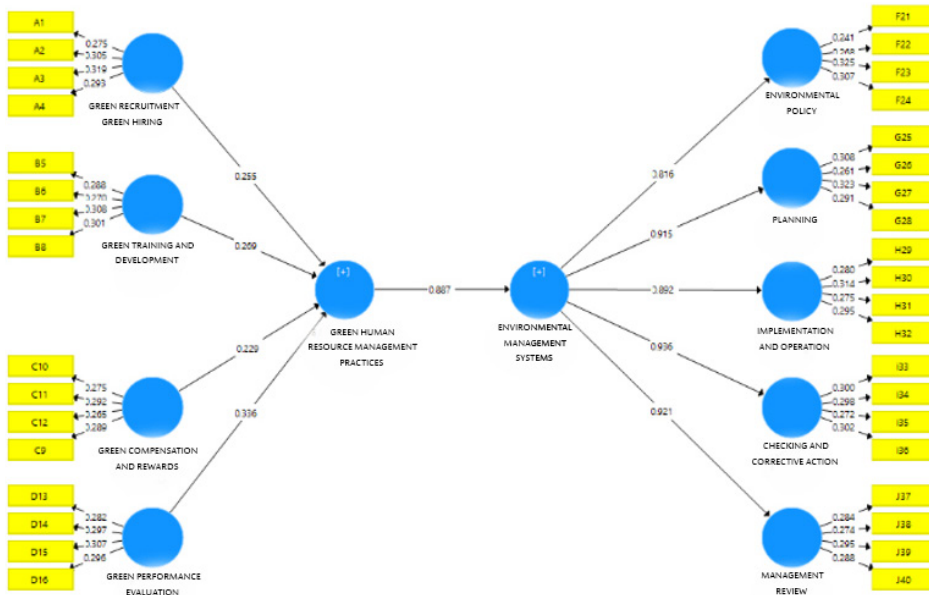 A1
A2
A3
A4
0.275
0.305
0.319
0.293
GREEN RECRUITMENT
GREEN HIRING
0.255
B5
B6
B7
B8
0.288
0.270
0.308
0.301
GREEN TRAINING AND
DEVELOPMENT
0.269
C10
C11
C12
C9
0.275
0.292
0.265
0.289
GREEN COMPENSATION
AND REWARDS
0.229
D13
D14
D15
D16
0.282
0.297
0.307
0.296
GREEN PERFORMANCE
EVALUATION
0.336
[+]
GREEN HUMAN
RESOURCE MANAGEMENT
PRACTICES
0.887
[+]
ENVIRONMENTAL
MANAGEMENT
SYSTEMS
0.816
0.915
0.892
0.936
0.921
ENVIRONMENTAL
POLICY
0.241
0.325
0.307
F21
F22
F23
F24
PLANNING
0.308
0.261
0.323
0.291
G25
G26
G27
G28
IMPLEMENTATION
AND OPERATION
0.280
0.314
0.275
0.295
H29
H30
H31
H32
CHECKING AND
CORRECTIVE ACTION
0.300
0.298
0.272
0.302
I33
I34
I35
I36
MANAGEMENT
REVIEW
0.284
0.274
0.295
0.288
J37
J38
J39
J40